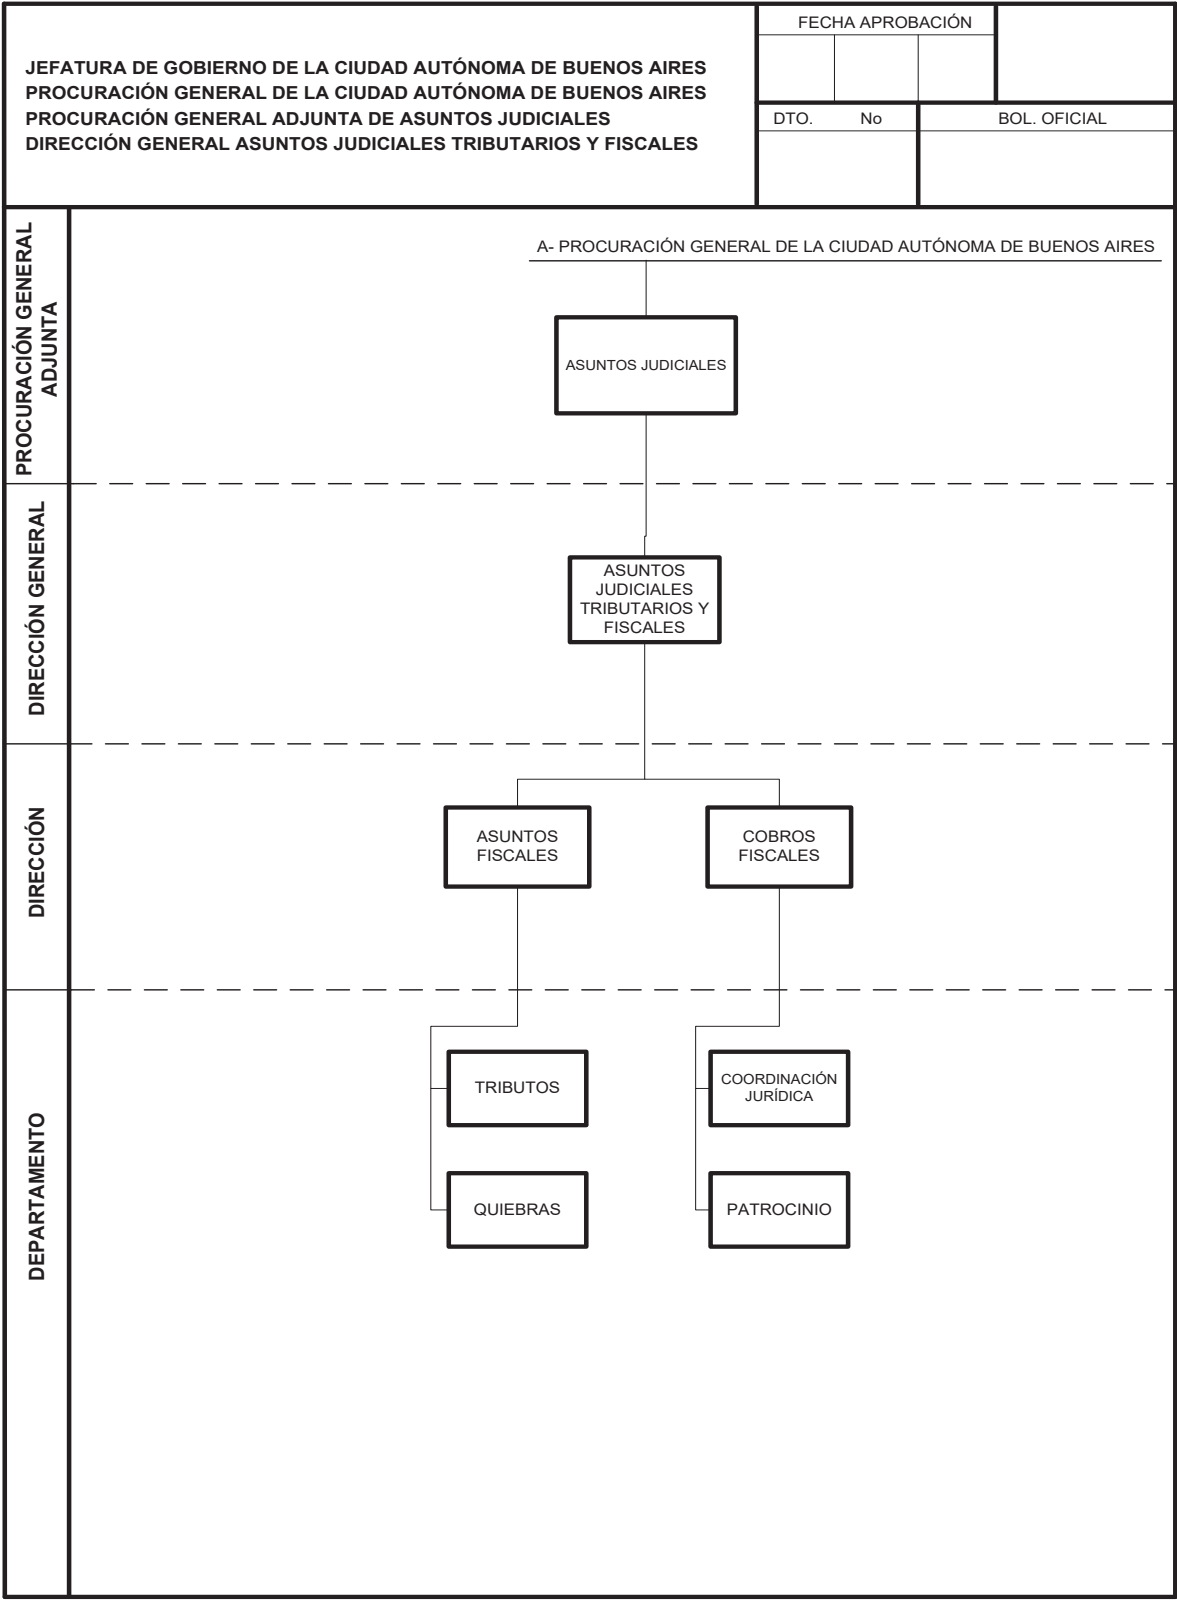 JEFATURA DE GOBIERNO DE LA CIUDAD AUTÓNOMA DE BUENOS AIRES
PROCURACIÓN GENERAL DE LA CIUDAD AUTÓNOMA DE BUENOS AIRES
PROCURACIÓN GENERAL ADJUNTA DE ASUNTOS JUDICIALES
DIRECCIÓN GENERAL ASUNTOS JUDICIALES TRIBUTARIOS Y FISCALES
FECHA APROBACIÓN
DTO. No
BOL. OFICIAL
PROCURACIÓN GENERAL
ADJUNTA
A- PROCURACIÓN GENERAL DE LA CIUDAD AUTÓNOMA DE BUENOS AIRES
ASUNTOS JUDICIALES
DIRECCIÓN GENERAL
ASUNTOS
JUDICIALES
TRIBUTARIOS Y
FISCALES
DIRECCIÓN
ASUNTOS
FISCALES
COBROS
FISCALES
DEPARTAMENTO
TRIBUTOS
COORDINACIÓN
JURÍDICA
QUIEBRAS
PATROCINIO